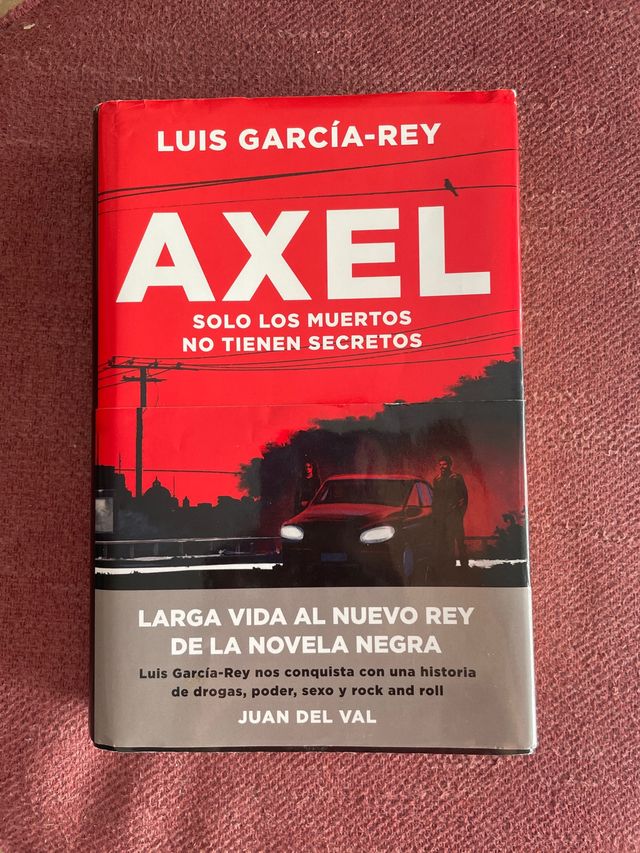 LUIS GARCÍA-REY
AXEL
SOLO LOS MUERTOS
NO TIENEN SECRETOS
LARGA VIDA AL NUEVO REY
DE LA NOVELA NEGRA
Luis García-Rey nos conquista con una historia
de drogas, poder, sexo y rock and roll
JUAN DEL VAL